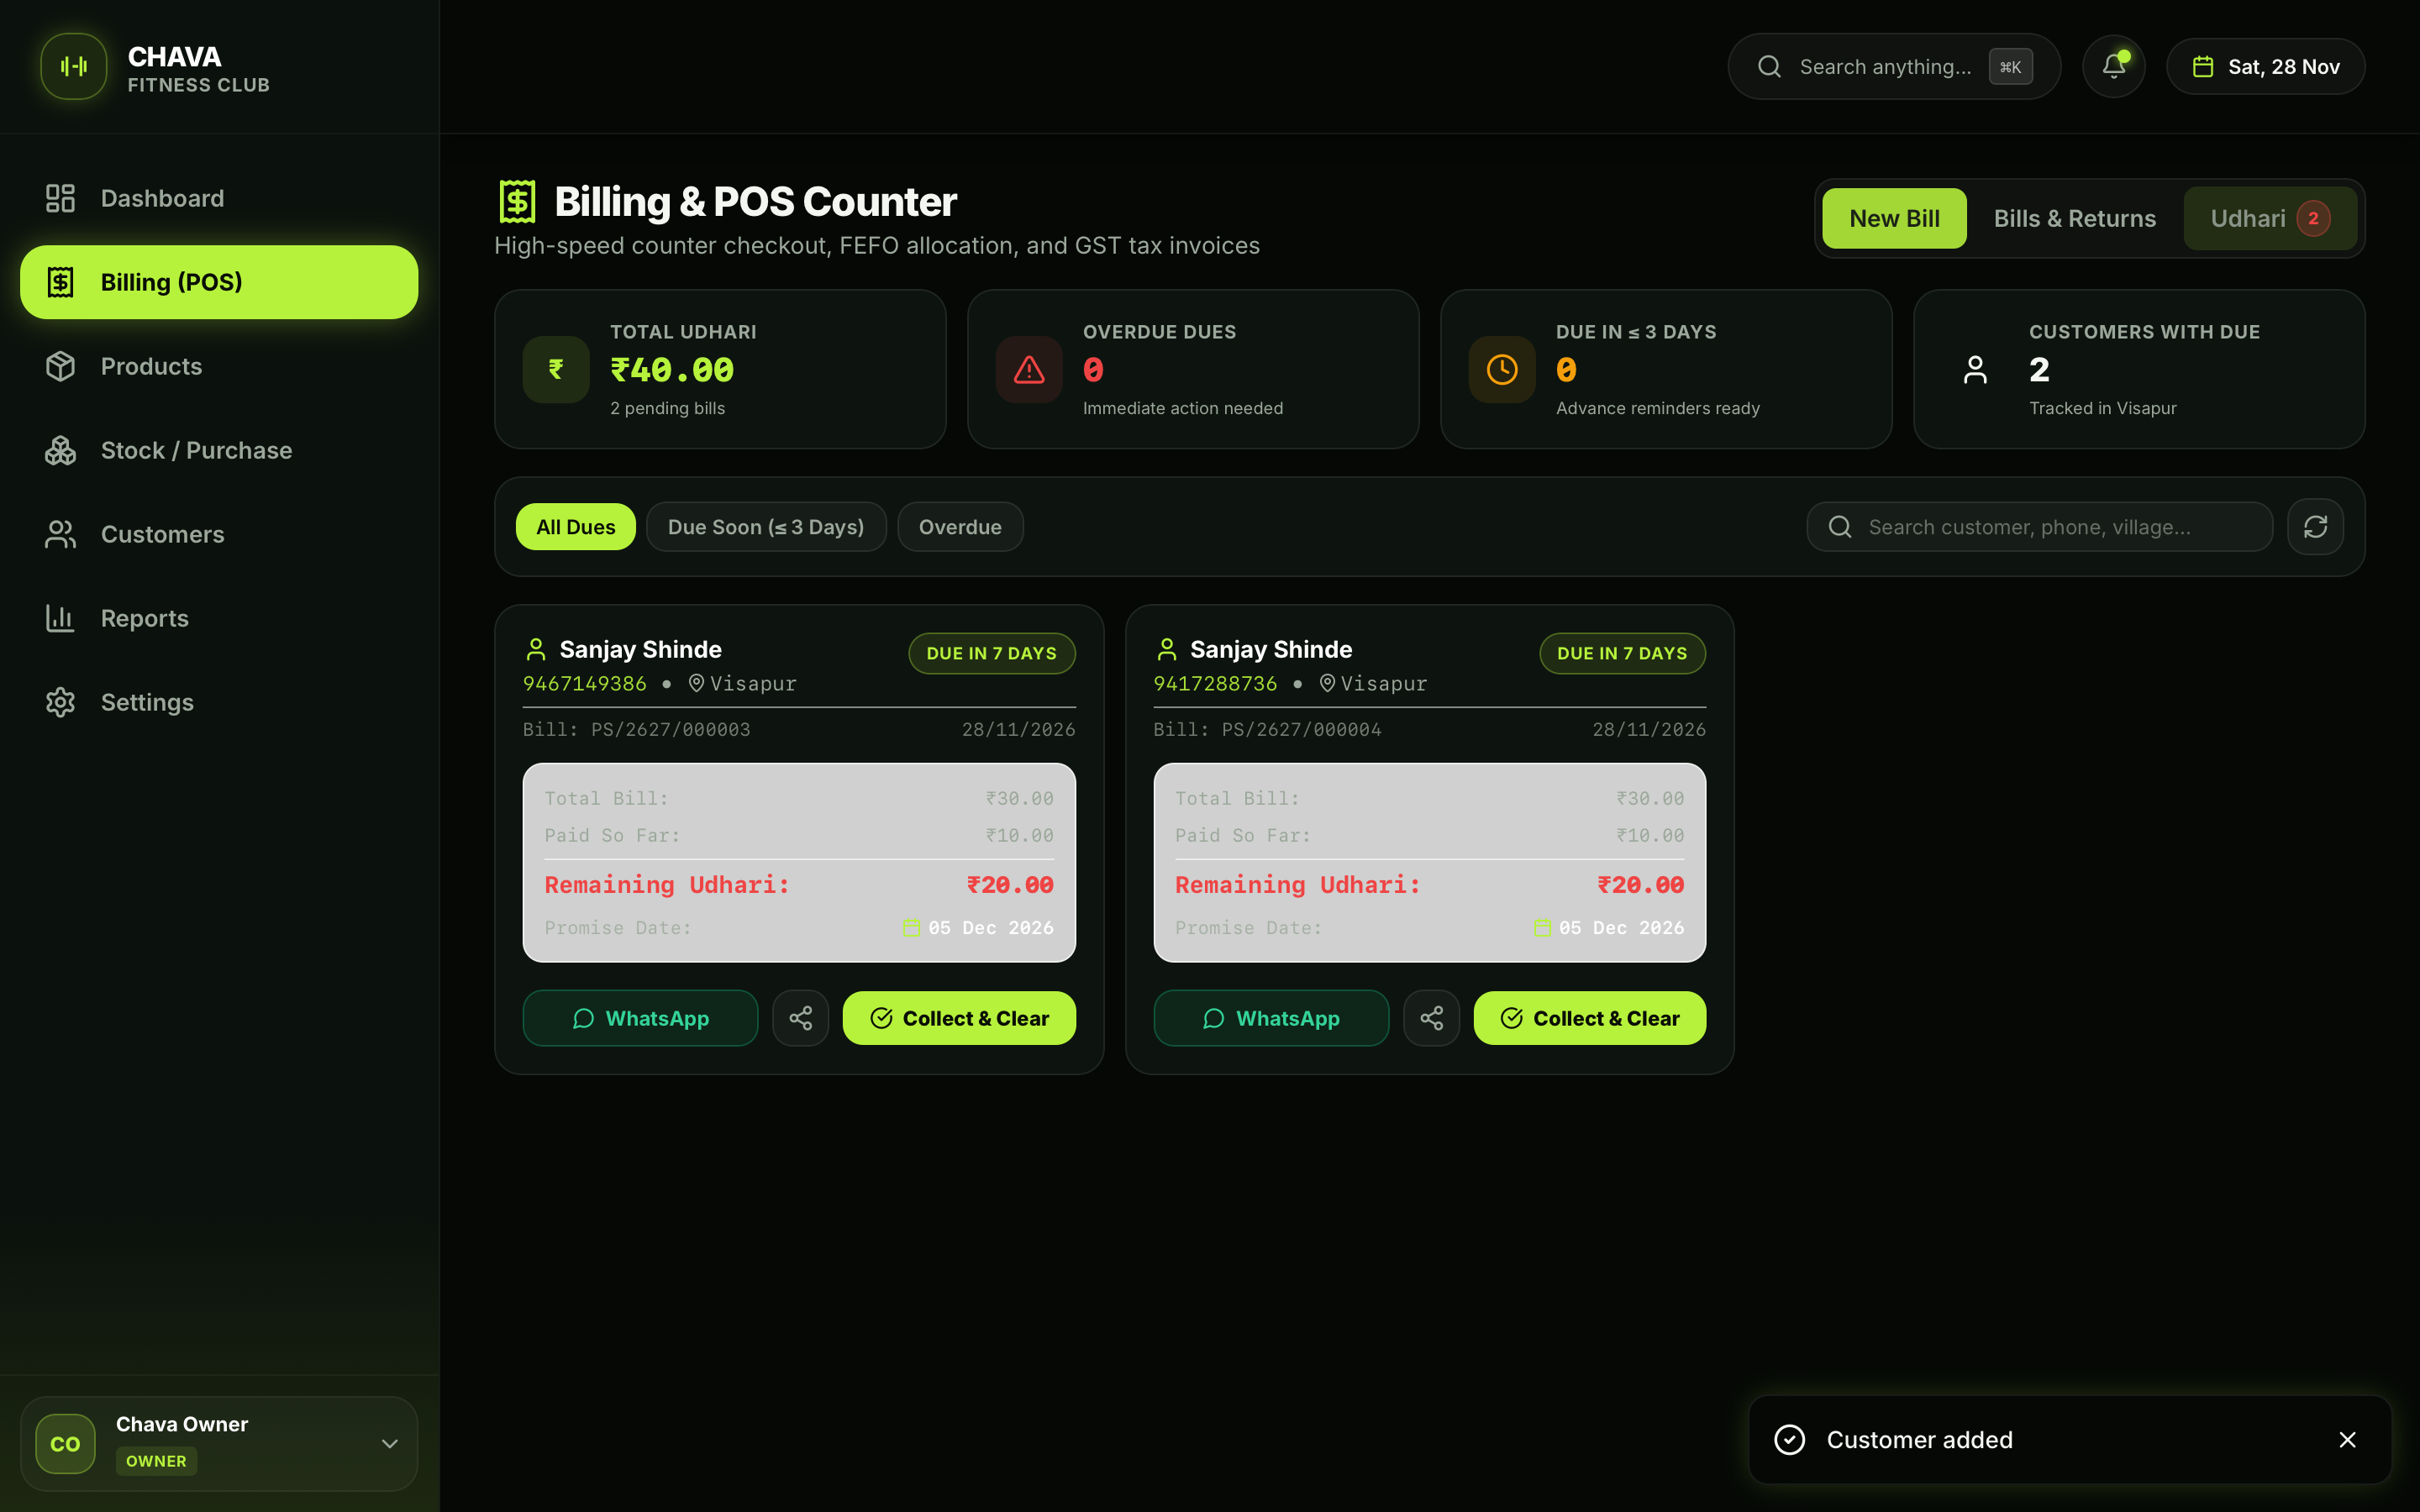 CHAVA
FITNESS CLUB
Search anything... ⌘K
Sat, 28 Nov
Dashboard
Billing (POS)
Products
Stock / Purchase
Customers
Reports
Settings
Chava Owner
CO
OWNER
Billing & POS Counter
High-speed counter checkout, FEFO allocation, and GST tax invoices
New Bill
Bills & Returns
Udhari 2
₹
TOTAL UDHARI
₹40.00
2 pending bills
OVERDUE DUES
0
Immediate action needed
DUE IN ≤ 3 DAYS
0
Advance reminders ready
CUSTOMERS WITH DUE
2
Tracked in Visapur
All Dues
Due Soon (≤ 3 Days)
Overdue
Search customer, phone, village...
Sanjay Shinde
DUE IN 7 DAYS
9467149386 • Visapur
Bill: PS/2627/000003 28/11/2026
Total Bill: ₹30.00
Paid So Far: ₹10.00
Remaining Udhari: ₹20.00
Promise Date: 05 Dec 2026
WhatsApp
Collect & Clear
Sanjay Shinde
DUE IN 7 DAYS
9417288736 • Visapur
Bill: PS/2627/000004 28/11/2026
Total Bill: ₹30.00
Paid So Far: ₹10.00
Remaining Udhari: ₹20.00
Promise Date: 05 Dec 2026
WhatsApp
Collect & Clear
Customer added